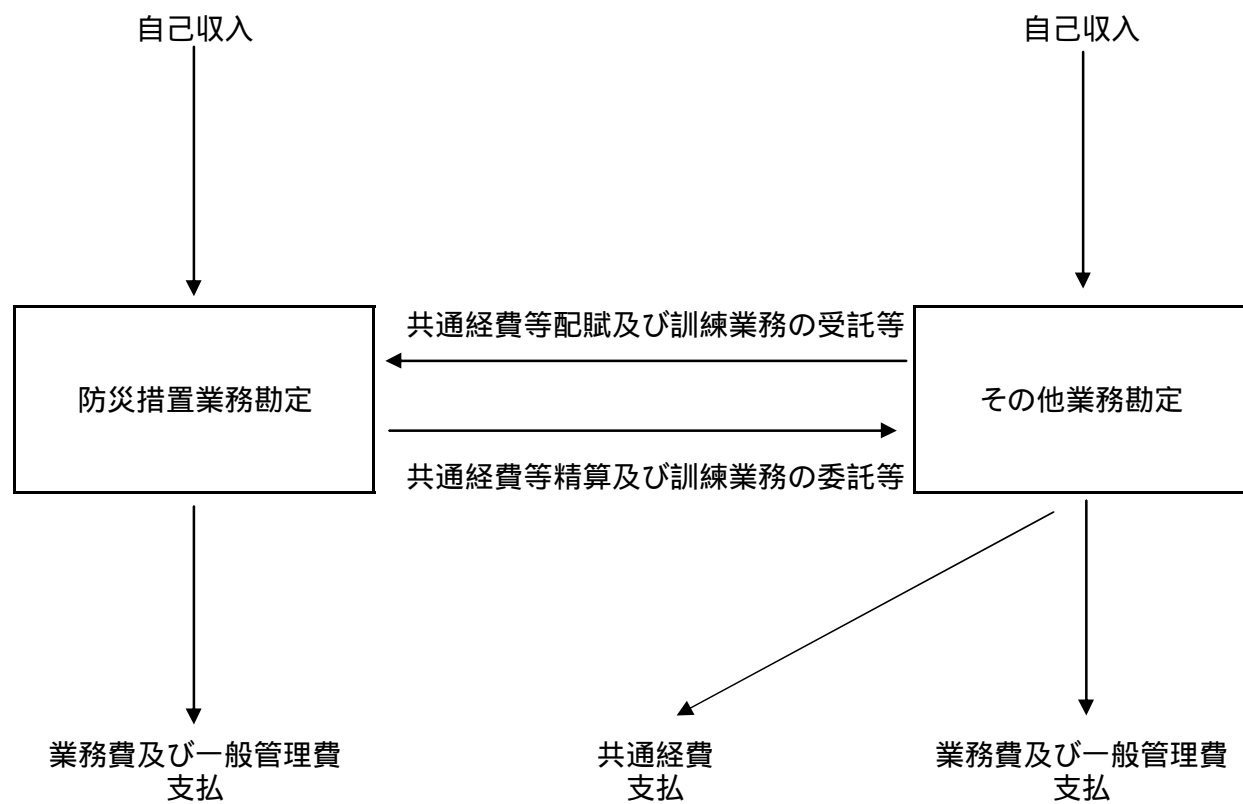 自己収入
自己収入
共通経費等配賦及び訓練業務の受託等
防災措置業務勘定
その他業務勘定
共通経費等精算及び訓練業務の委託等
業務費及び一般管理費
支払
共通経費
支払
業務費及び一般管理費
支払